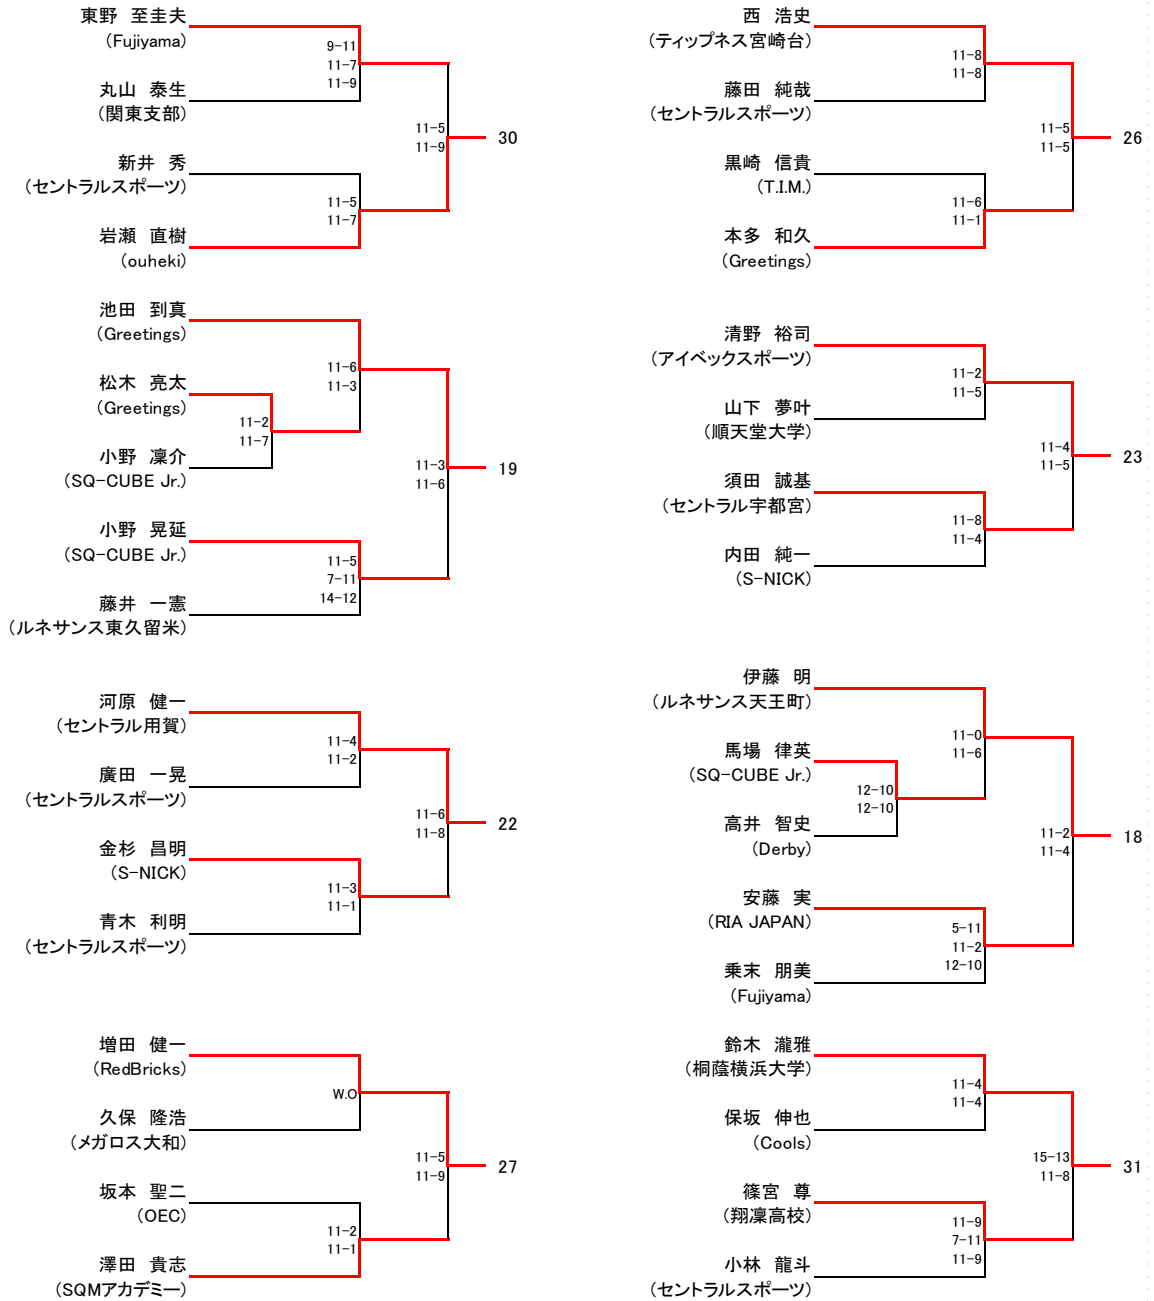 東野 至圭夫
(Fujiyama)
9-11
11-7
11-9
丸山 泰生
(関東支部)
11-5
11-9
30
新井 秀
(セントラルスポーツ)
11-5
11-7
岩瀬 直樹
(ouheki)
池田 到真
(Greetings)
11-6
11-3
松木 亮太
(Greetings)
11-2
11-7
小野 凜介
(SQ-CUBE Jr.)
11-3
11-6
19
小野 晃延
(SQ-CUBE Jr.)
11-5
7-11
14-12
藤井 一憲
(ルネサンス東久留米)
河原 健一
(セントラル用賀)
11-4
11-2
廣田 一晃
(セントラルスポーツ)
11-6
11-8
22
金杉 昌明
(S-NICK)
11-3
11-1
青木 利明
(セントラルスポーツ)
増田 健一
(RedBricks)
W.O
久保 隆浩
(メガロス大和)
11-5
11-9
27
坂本 聖二
(OEC)
11-2
11-1
澤田 貴志
(SQMアカデミー)
西 浩史
(ティップネス宮崎台)
11-8
11-8
藤田 純哉
(セントラルスポーツ)
11-5
11-5
26
黒崎 信貴
(T.I.M.)
11-6
11-1
本多 和久
(Greetings)
清野 裕司
(アイベックスポーツ)
11-2
11-5
山下 夢叶
(順天堂大学)
11-4
11-5
23
須田 誠基
(セントラル宇都宮)
11-8
11-4
内田 純一
(S-NICK)
伊藤 明
(ルネサンス天王町)
11-0
11-6
馬場 律英
(SQ-CUBE Jr.)
12-10
12-10
高井 智史
(Derby)
11-2
11-4
18
安藤 実
(RIA JAPAN)
5-11
11-2
12-10
乗末 朋美
(Fujiyama)
鈴木 瀧雅
(桐蔭横浜大学)
11-4
11-4
保坂 伸也
(Cools)
15-13
11-8
31
篠宮 尊
(翔凜高校)
11-9
7-11
11-9
小林 龍斗
(セントラルスポーツ)